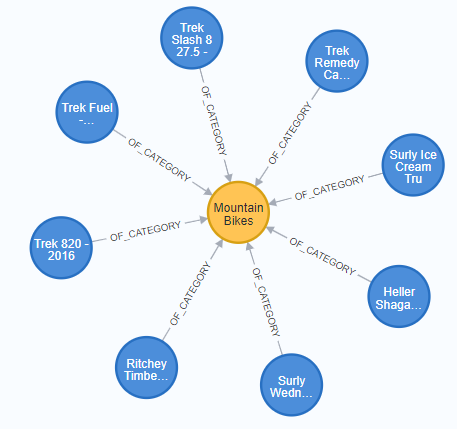 Trek
Slash 8
27.5 -
OF_CATEGORY
Trek
Remedy
Ca...
OF_CATEGORY
Trek Fuel
-...
OF_CATEGORY
Surly Ice
Cream
Tru
OF_CATEGORY
Mountain
Bikes
Trek 820 -
2016
OF_CATEGORY
Heller
Shaga...
OF_CATEGORY
Ritchey
Timbe...
OF_CATEGORY
Surly
Wedn...
OF_CATEGORY